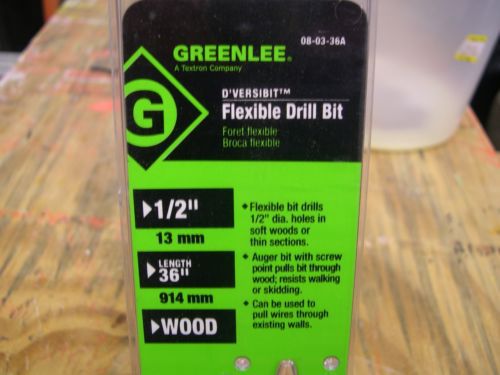 GREENLEE®
08-03-36A
A Textron Company
D'VERSIBIT™
Flexible Drill Bit
Foret flexible
Broca flexible
G
1/2"
13 mm
LENGTH
36"
914 mm
WOOD
Flexible bit drills
1/2" dia. holes in
soft woods or
thin sections.
Auger bit with screw
point pulls bit through
wood; resists walking
or skidding.
Can be used to
pull wires through
existing walls.